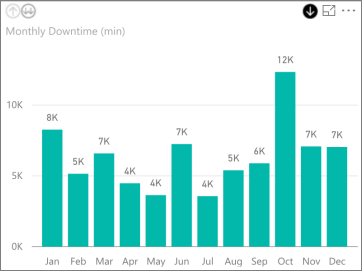 Monthly Downtime (min)
12K
8K
7K
7K
7K
7K
6K
5K
5K
4K
4K
4K
10K
5K
0K
Jan Feb Mar Apr May Jun Jul Aug Sep Oct Nov Dec